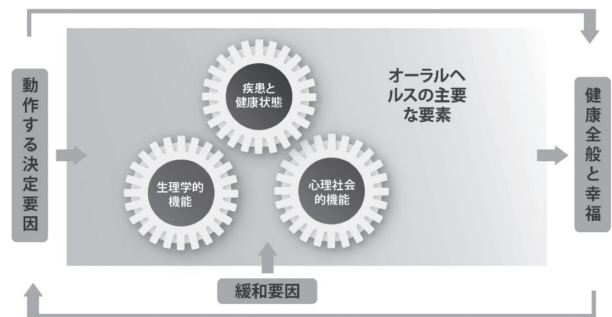 動作する決定要因
疾患と
健康状態
生理学的
機能
心理社会
的機能
オーラルヘ
ルスの主要
な要素
緩和要因
健康全般と幸福